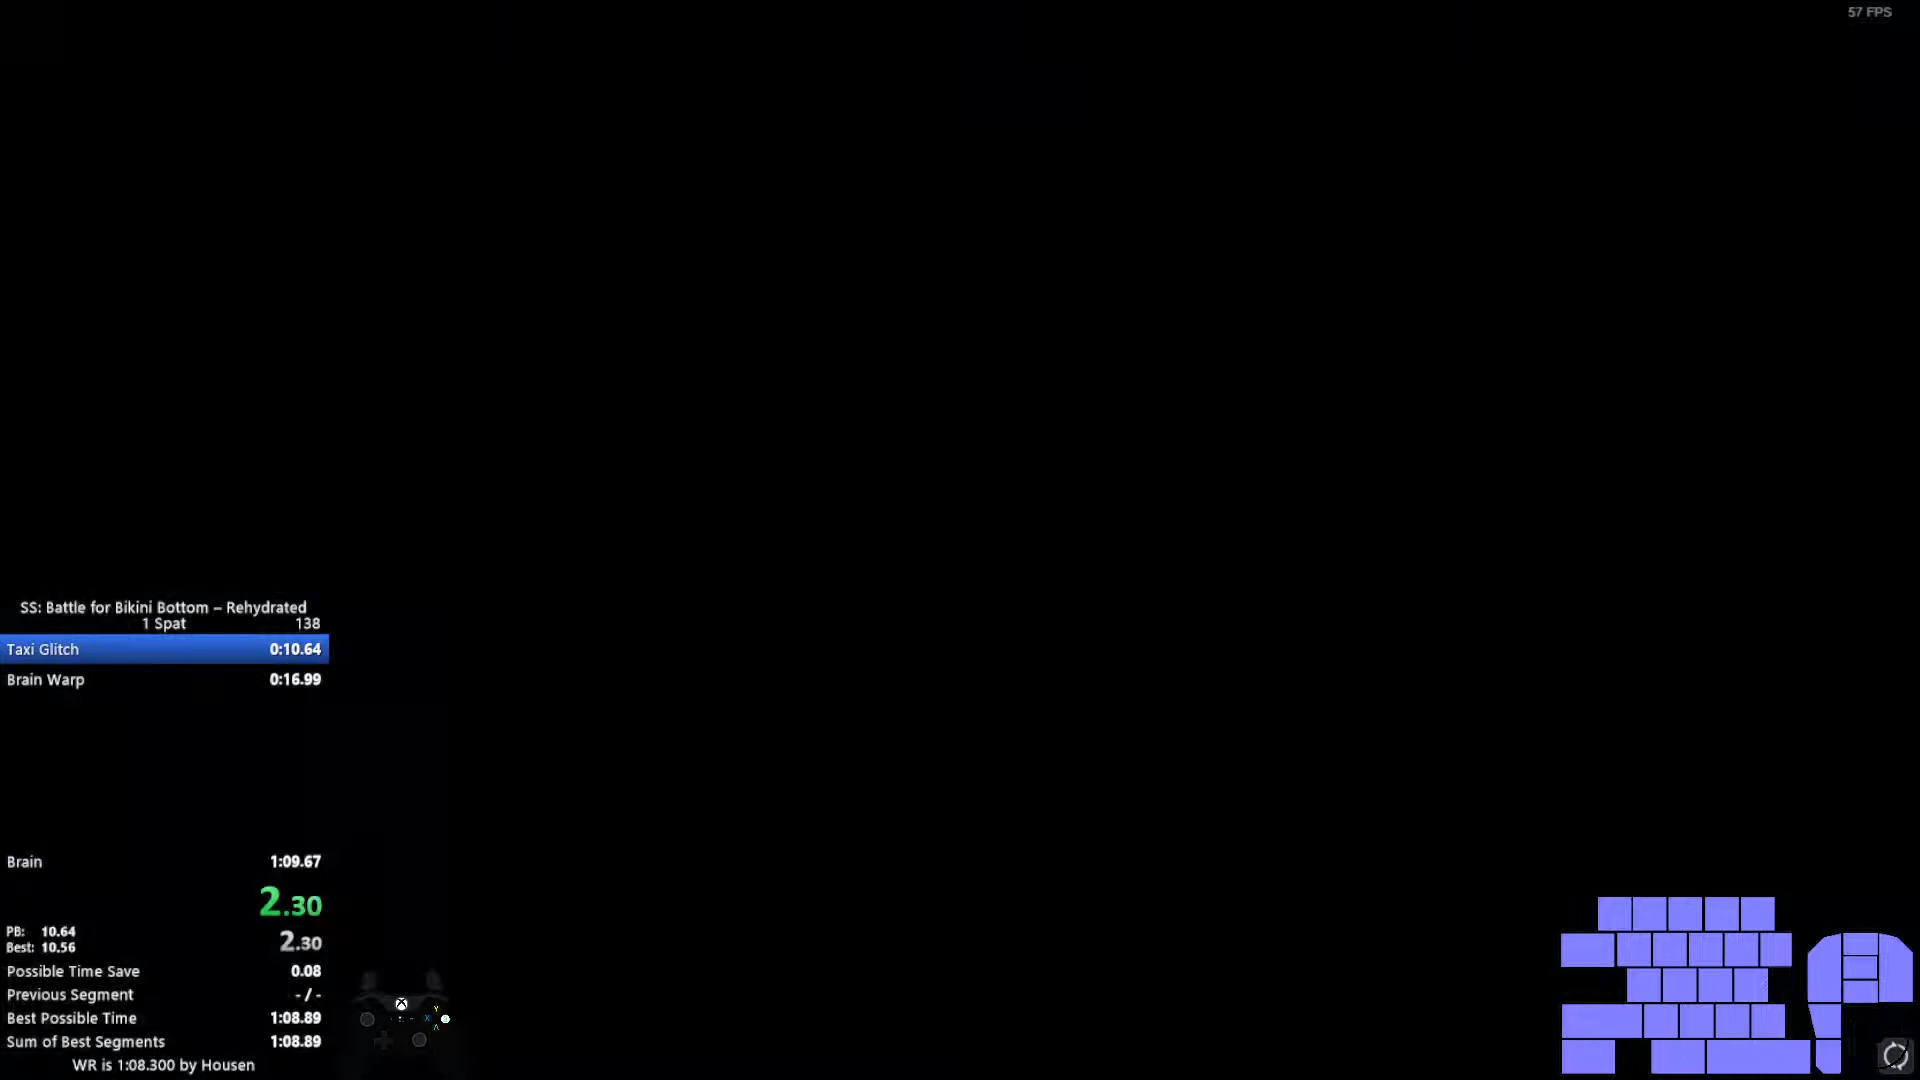 57 FPS
SS: Battle for Bikini Bottom – Rehydrated
1 Spat 138
Taxi Glitch 0:10.64
Brain Warp 0:16.99
Brain 1:09.67
2.30
PB: 10.64
Best: 10.56
2.30
Possible Time Save 0.08
Previous Segment - / -
Best Possible Time 1:08.89
Sum of Best Segments 1:08.89
WR is 1:08.300 by Housen
Y
X
A